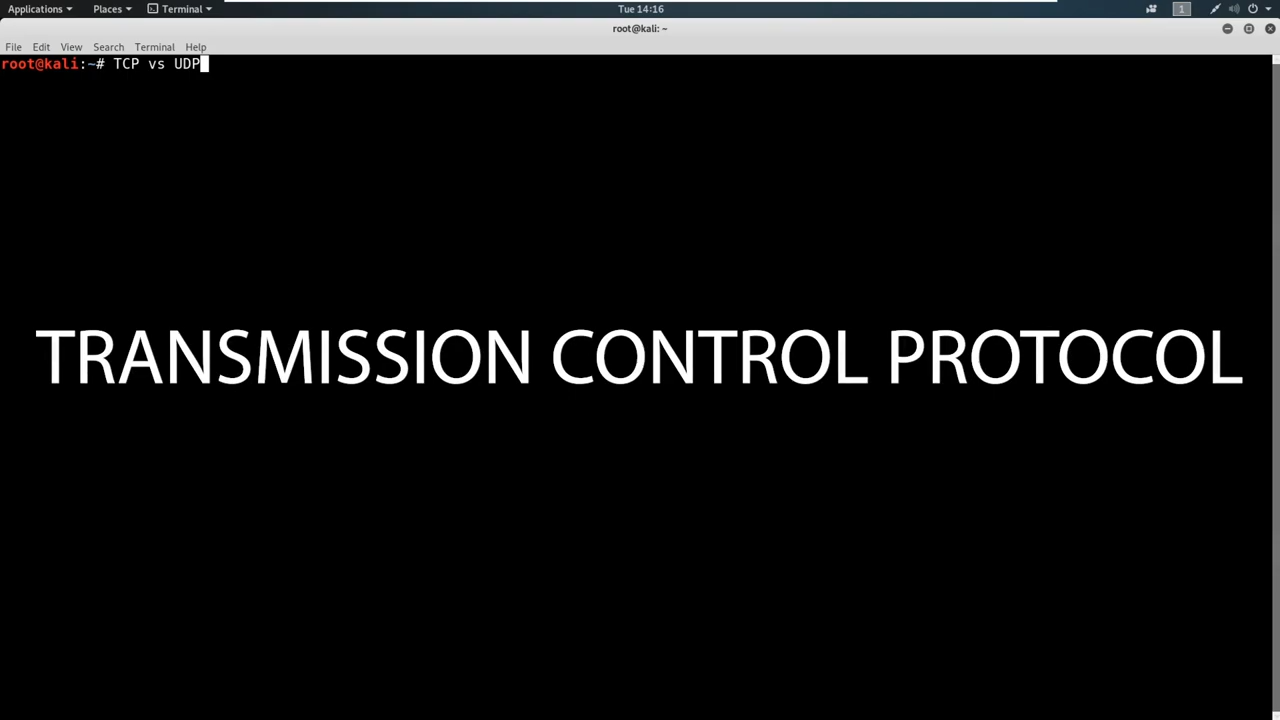 Applications Places Terminal Tue 14:16 1
root@kali: ~
File Edit View Search Terminal Help
root@kali:~# TCP vs UDP
TRANSMISSION CONTROL PROTOCOL